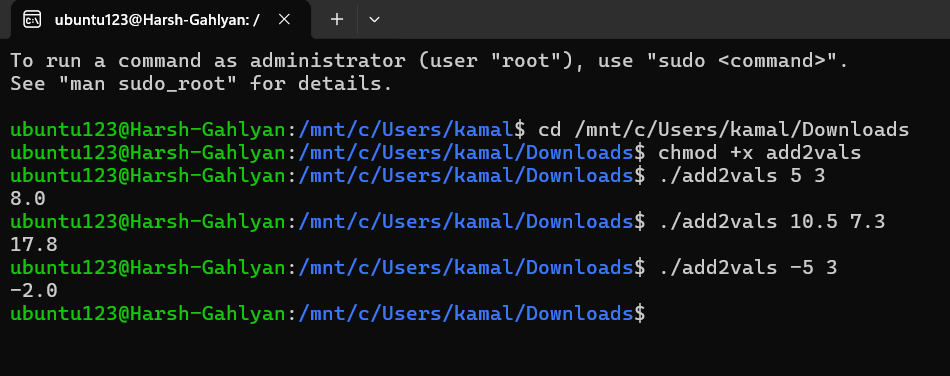 ubuntu123@Harsh-Gahlyan: /
To run a command as administrator (user "root"), use "sudo <command>".
See "man sudo_root" for details.
ubuntu123@Harsh-Gahlyan:/mnt/c/Users/kamal$ cd /mnt/c/Users/kamal/Downloads
ubuntu123@Harsh-Gahlyan:/mnt/c/Users/kamal/Downloads$ chmod +x add2vals
ubuntu123@Harsh-Gahlyan:/mnt/c/Users/kamal/Downloads$ ./add2vals 5 3
8.0
ubuntu123@Harsh-Gahlyan:/mnt/c/Users/kamal/Downloads$ ./add2vals 10.5 7.3
17.8
ubuntu123@Harsh-Gahlyan:/mnt/c/Users/kamal/Downloads$ ./add2vals -5 3
-2.0
ubuntu123@Harsh-Gahlyan:/mnt/c/Users/kamal/Downloads$